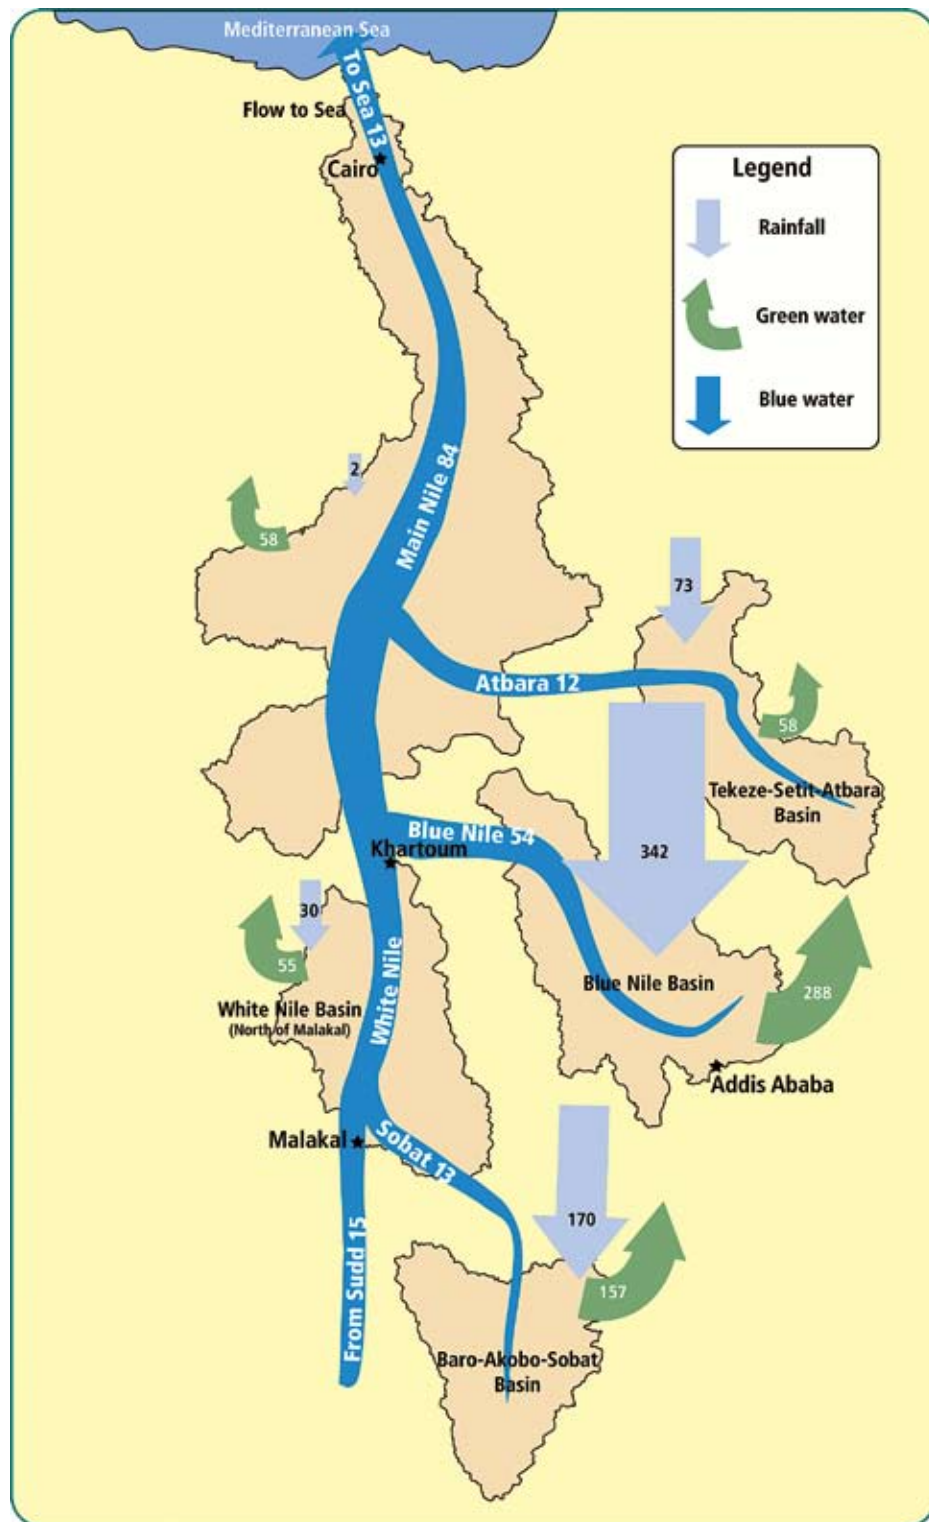 Mediterranean Sea
To Sea 13
Flow to Sea
Cairo
Legend
Rainfall
Green water
Blue water
Main Nile 84
2
58
73
Atbara 12
58
Tekeze-Setit-Atbara
Basin
342
Blue Nile 54
Khartoum
30
55
White Nile
Blue Nile Basin
288
White Nile Basin
(North of Malakal)
Addis Ababa
Malakal
Sobat 13
170
From Sudd 15
157
Baro-Akobo-Sobat
Basin